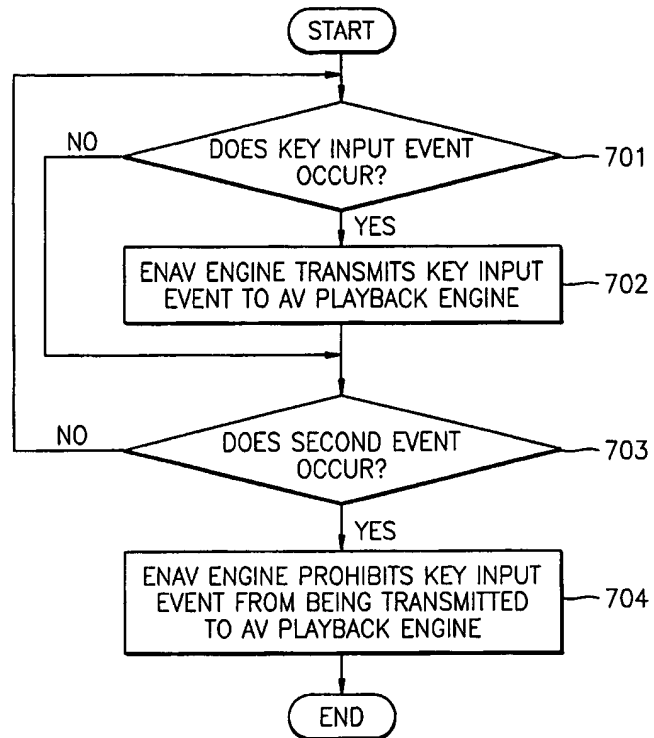 START
NO
DOES KEY INPUT EVENT
OCCUR?
701
YES
ENAV ENGINE TRANSMITS KEY INPUT
EVENT TO AV PLAYBACK ENGINE
702
NO
DOES SECOND EVENT
OCCUR?
703
YES
ENAV ENGINE PROHIBITS KEY INPUT
EVENT FROM BEING TRANSMITTED
TO AV PLAYBACK ENGINE
704
END